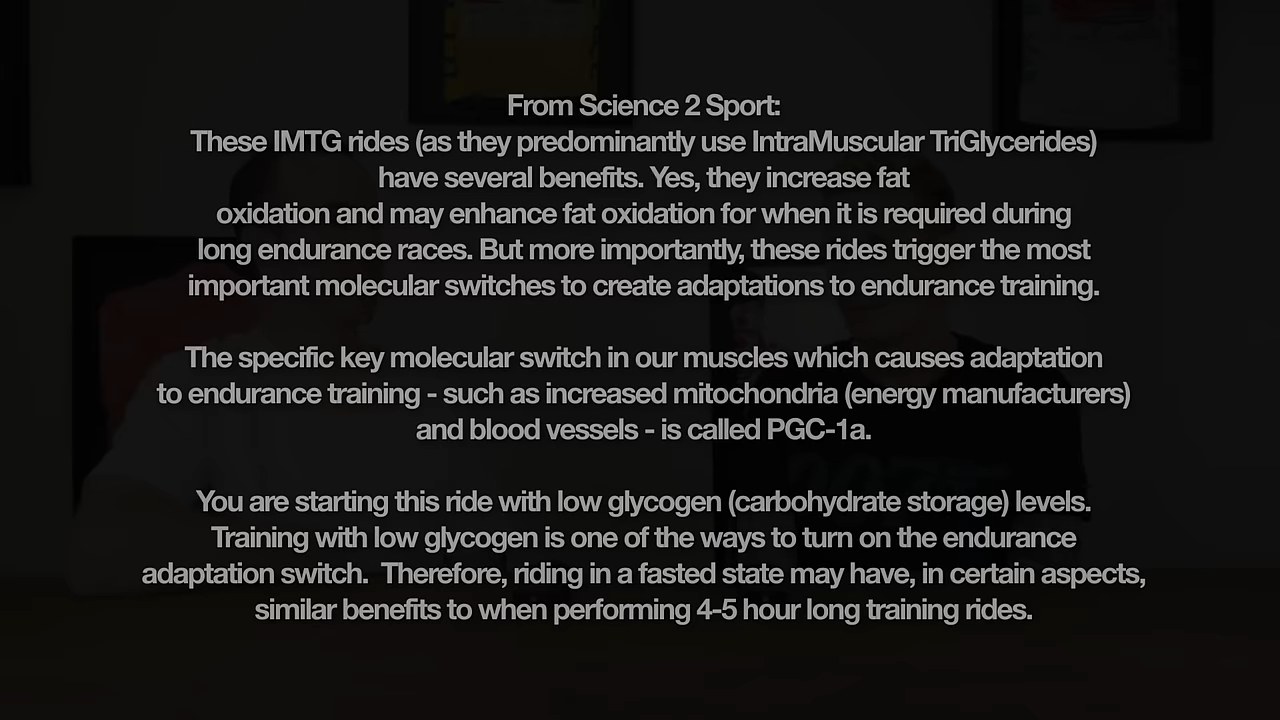 From Science 2 Sport:
These IMTG rides (as they predominantly use IntraMuscular TriGlycerides)
have several benefits. Yes, they increase fat
oxidation and may enhance fat oxidation for when it is required during
long endurance races. But more importantly, these rides trigger the most
important molecular switches to create adaptations to endurance training.
The specific key molecular switch in our muscles which causes adaptation
to endurance training - such as increased mitochondria (energy manufacturers)
and blood vessels - is called PGC-1a.
You are starting this ride with low glycogen (carbohydrate storage) levels.
Training with low glycogen is one of the ways to turn on the endurance
adaptation switch.  Therefore, riding in a fasted state may have, in certain aspects,
similar benefits to when performing 4-5 hour long training rides.